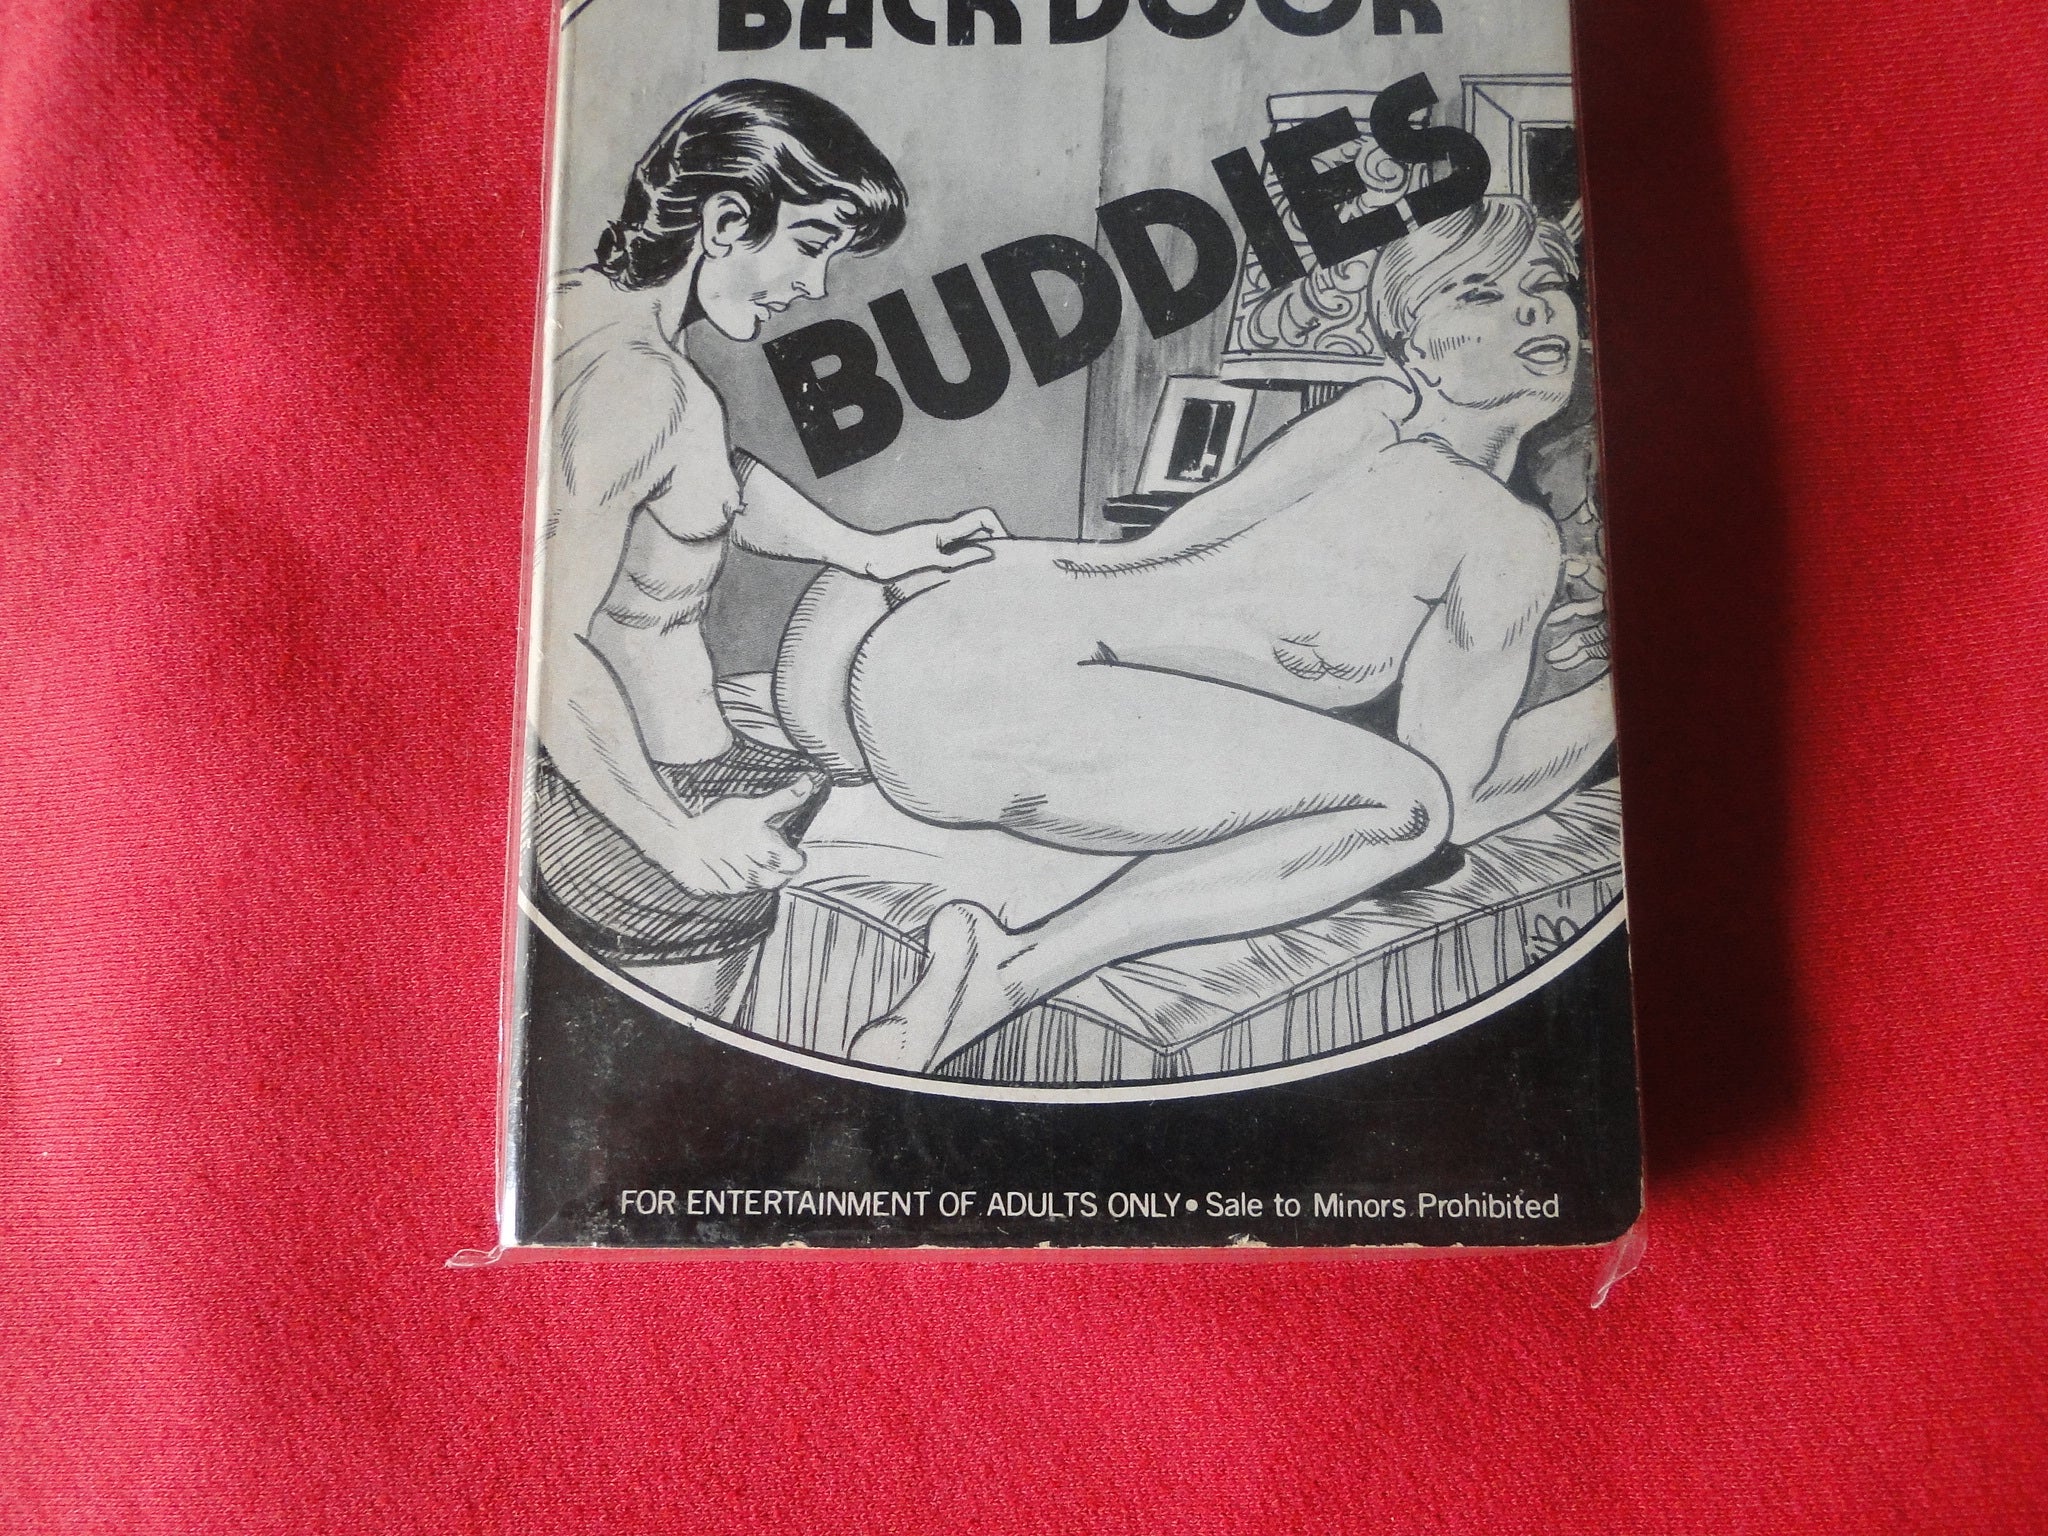 BACK DOOR
BUDDIES
FOR ENTERTAINMENT OF ADULTS ONLY • Sale to Minors Prohibited